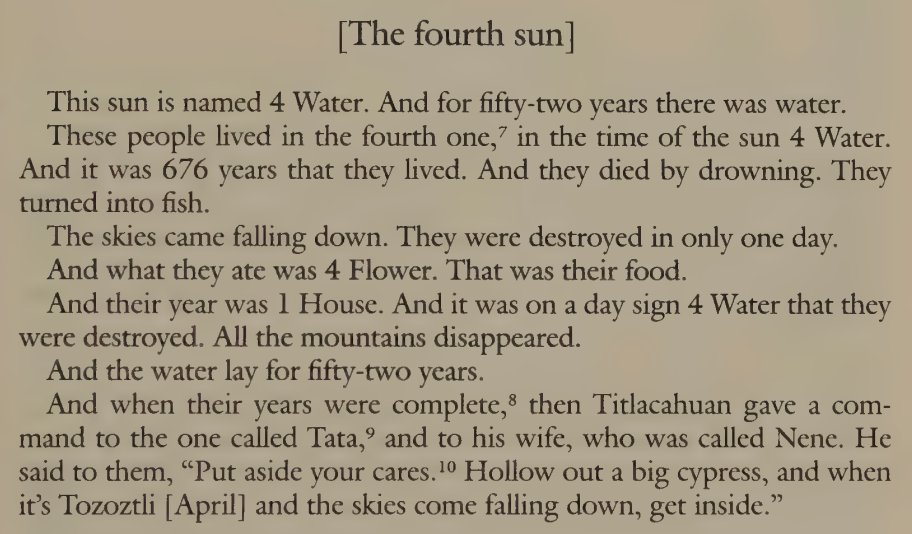 [The fourth sun]
This sun is named 4 Water. And for fifty-two years there was water.
These people lived in the fourth one,⁷ in the time of the sun 4 Water.
And it was 676 years that they lived. And they died by drowning. They
turned into fish.
The skies came falling down. They were destroyed in only one day.
And what they ate was 4 Flower. That was their food.
And their year was 1 House. And it was on a day sign 4 Water that they
were destroyed. All the mountains disappeared.
And the water lay for fifty-two years.
And when their years were complete,⁸ then Titlacahuan gave a com-
mand to the one called Tata,⁹ and to his wife, who was called Nene. He
said to them, “Put aside your cares.¹⁰ Hollow out a big cypress, and when
it’s Tozoztli [April] and the skies come falling down, get inside.”